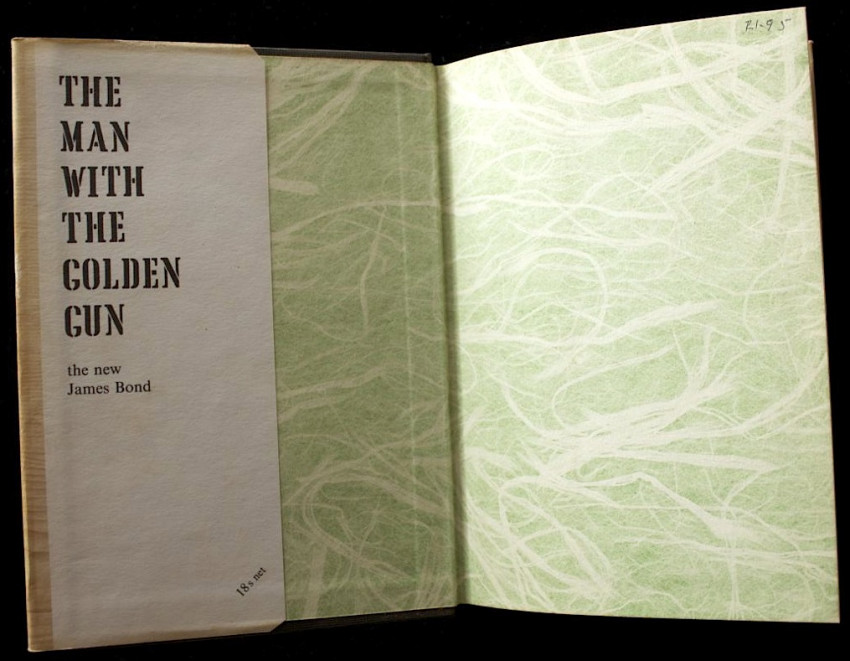 THE
MAN
WITH
THE
GOLDEN
GUN
the new
James Bond
18s net